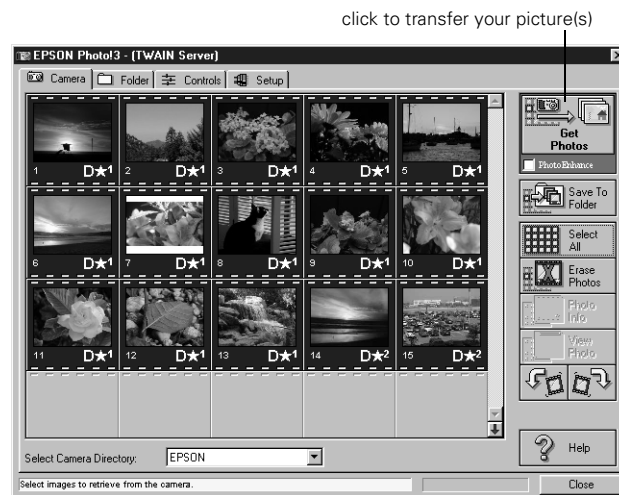 click to transfer your picture(s)
EPSON Photo!3 - (TWAIN Server)
Camera Folder Controls Setup
Get
Photos
PhotoEnhance
Save To
Folder
Select
All
Erase
Photos
Photo
Info
View
Photo
1 D★1 2 D★1 3 D★1 4 D★1 5 D★1
6 D★1 7 D★1 8 D★1 9 D★1 10 D★1
11 D★1 12 D★1 13 D★1 14 D★2 15 D★2
Select Camera Directory: EPSON
Help
Select images to retrieve from the camera.
Close